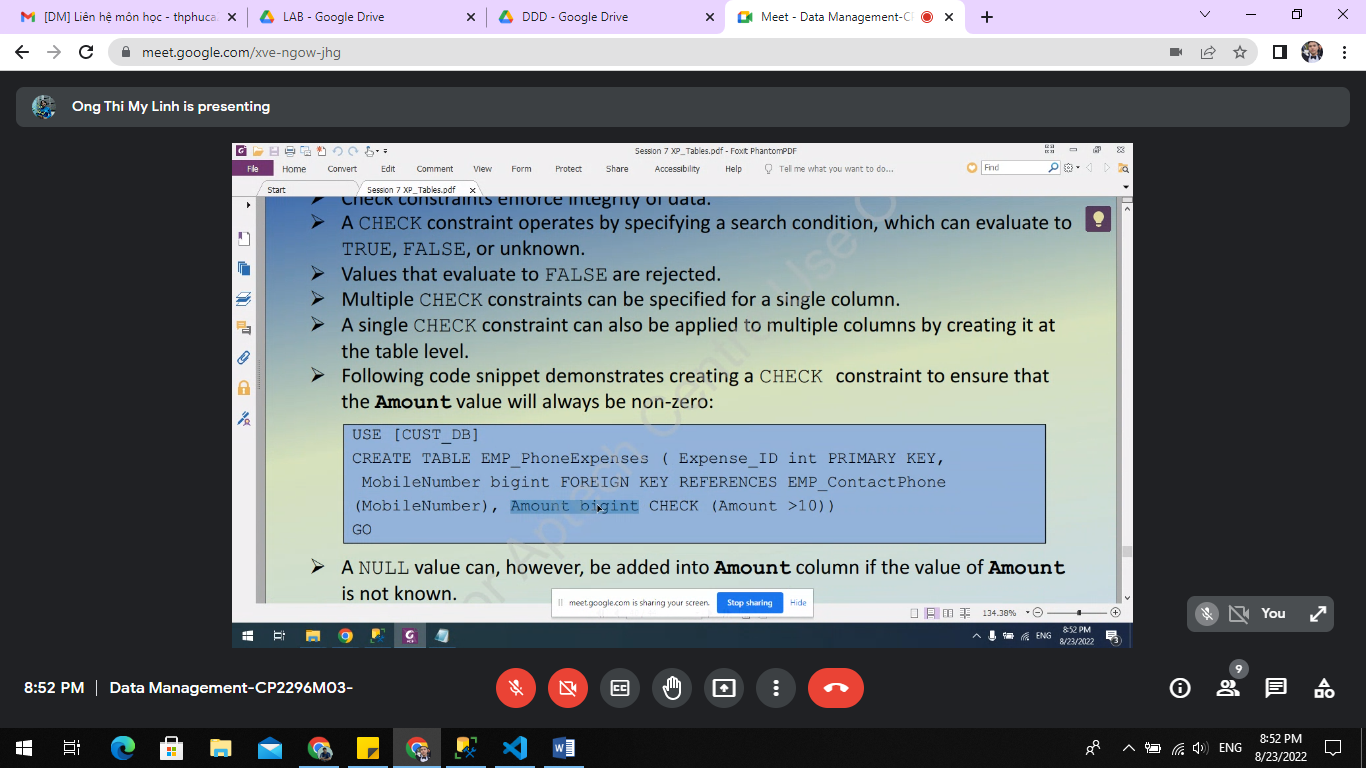 [DM] Liên hệ môn học - thphuca
LAB - Google Drive
DDD - Google Drive
Meet - Data Management-C
meet.google.com/xve-ngow-jhg
Ong Thi My Linh is presenting
Session 7 XP_Tables.pdf - Foxit PhantomPDF
File Home Convert Edit Comment View Form Protect Share Accessibility Help Tell me what you want to do... Find
Start Session 7 XP_Tables.pdf
Check constraints enforce integrity of data.
A CHECK constraint operates by specifying a search condition, which can evaluate to
TRUE, FALSE, or unknown.
Values that evaluate to FALSE are rejected.
Multiple CHECK constraints can be specified for a single column.
A single CHECK constraint can also be applied to multiple columns by creating it at
the table level.
Following code snippet demonstrates creating a CHECK constraint to ensure that
the Amount value will always be non-zero:
USE [CUST_DB]
CREATE TABLE EMP_PhoneExpenses ( Expense_ID int PRIMARY KEY,
MobileNumber bigint FOREIGN KEY REFERENCES EMP_ContactPhone
(MobileNumber), Amount bigint CHECK (Amount >10))
GO
A NULL value can, however, be added into Amount column if the value of Amount
is not known.
For Aptech Centre Use O
meet.google.com is sharing your screen. Stop sharing Hide
134.38%
ENG 8:52 PM
8/23/2022
3
You
8:52 PM | Data Management-CP2296M03-
CC
9
ENG 8:52 PM
8/23/2022